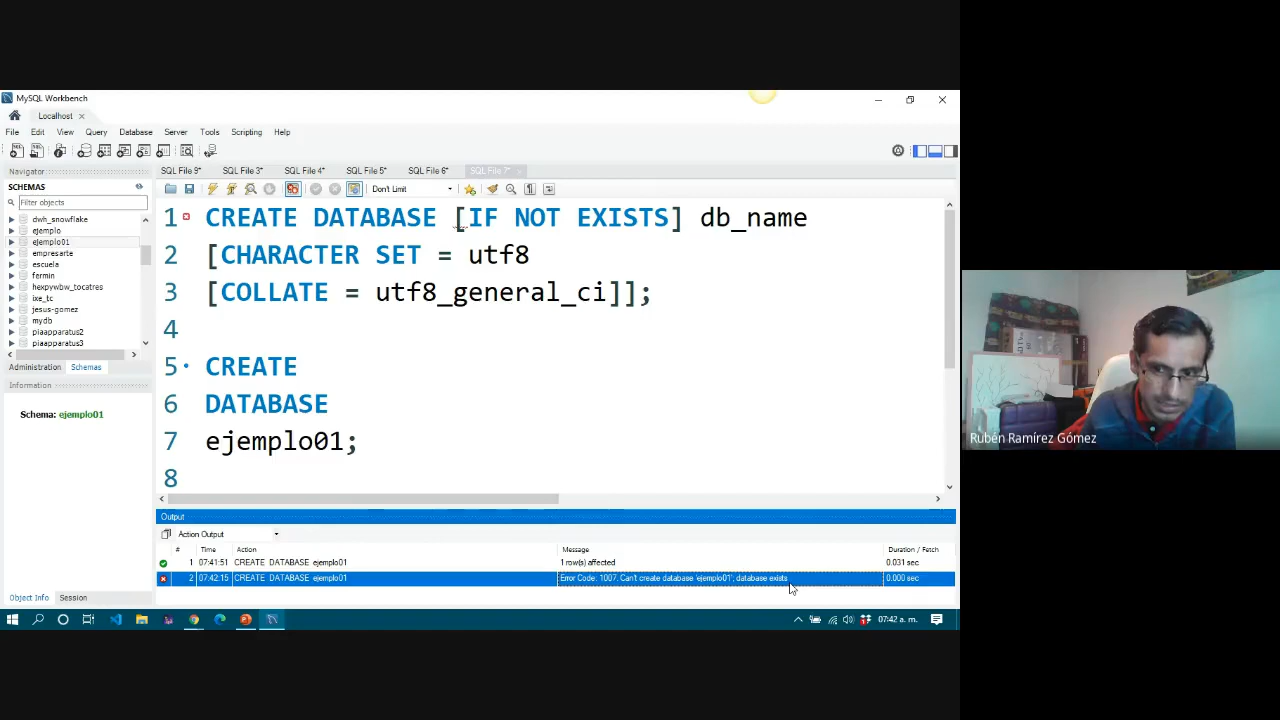 MySQL Workbench
Localhost
File Edit View Query Database Server Tools Scripting Help
Navigator
SCHEMAS
Filter objects
dwh_snowflake
ejemplo
ejemplo01
empresarte
escuela
fermin
hexpywbw_tocatres
ixe_tc
jesus-gomez
mydb
piaapparatus2
piaapparatus3
Administration Schemas
Information
Schema: ejemplo01
Object Info Session
SQL File 9* SQL File 3* SQL File 4* SQL File 5* SQL File 6* SQL File 7*
Don't Limit
1 CREATE DATABASE [IF NOT EXISTS] db_name
2 [CHARACTER SET = utf8
3 [COLLATE = utf8_general_ci]];
4
5 CREATE
6 DATABASE
7 ejemplo01;
8
Output
Action Output
# Time Action Message Duration / Fetch
1 07:41:51 CREATE DATABASE ejemplo01 1 row(s) affected 0.031 sec
2 07:42:15 CREATE DATABASE ejemplo01 Error Code: 1007. Can't create database 'ejemplo01'; database exists 0.000 sec
07:42 a. m.
Rubén Ramírez Gómez